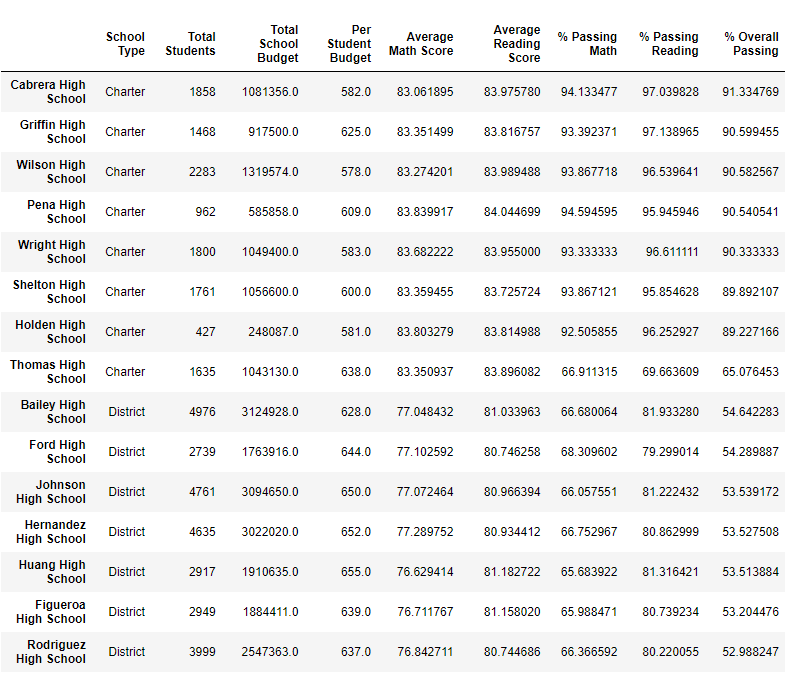 School Type Total Students Total School Budget Per Student Budget Average Math Score Average Reading Score % Passing Math % Passing Reading % Overall Passing
Cabrera High School Charter 1858 1081356.0 582.0 83.061895 83.975780 94.133477 97.039828 91.334769
Griffin High School Charter 1468 917500.0 625.0 83.351499 83.816757 93.392371 97.138965 90.599455
Wilson High School Charter 2283 1319574.0 578.0 83.274201 83.989488 93.867718 96.539641 90.582567
Pena High School Charter 962 585858.0 609.0 83.839917 84.044699 94.594595 95.945946 90.540541
Wright High School Charter 1800 1049400.0 583.0 83.682222 83.955000 93.333333 96.611111 90.333333
Shelton High School Charter 1761 1056600.0 600.0 83.359455 83.725724 93.867121 95.854628 89.892107
Holden High School Charter 427 248087.0 581.0 83.803279 83.814988 92.505855 96.252927 89.227166
Thomas High School Charter 1635 1043130.0 638.0 83.350937 83.896082 66.911315 69.663609 65.076453
Bailey High School District 4976 3124928.0 628.0 77.048432 81.033963 66.680064 81.933280 54.642283
Ford High School District 2739 1763916.0 644.0 77.102592 80.746258 68.309602 79.299014 54.289887
Johnson High School District 4761 3094650.0 650.0 77.072464 80.966394 66.057551 81.222432 53.539172
Hernandez High School District 4635 3022020.0 652.0 77.289752 80.934412 66.752967 80.862999 53.527508
Huang High School District 2917 1910635.0 655.0 76.629414 81.182722 65.683922 81.316421 53.513884
Figueroa High School District 2949 1884411.0 639.0 76.711767 81.158020 65.988471 80.739234 53.204476
Rodriguez High School District 3999 2547363.0 637.0 76.842711 80.744686 66.366592 80.220055 52.988247